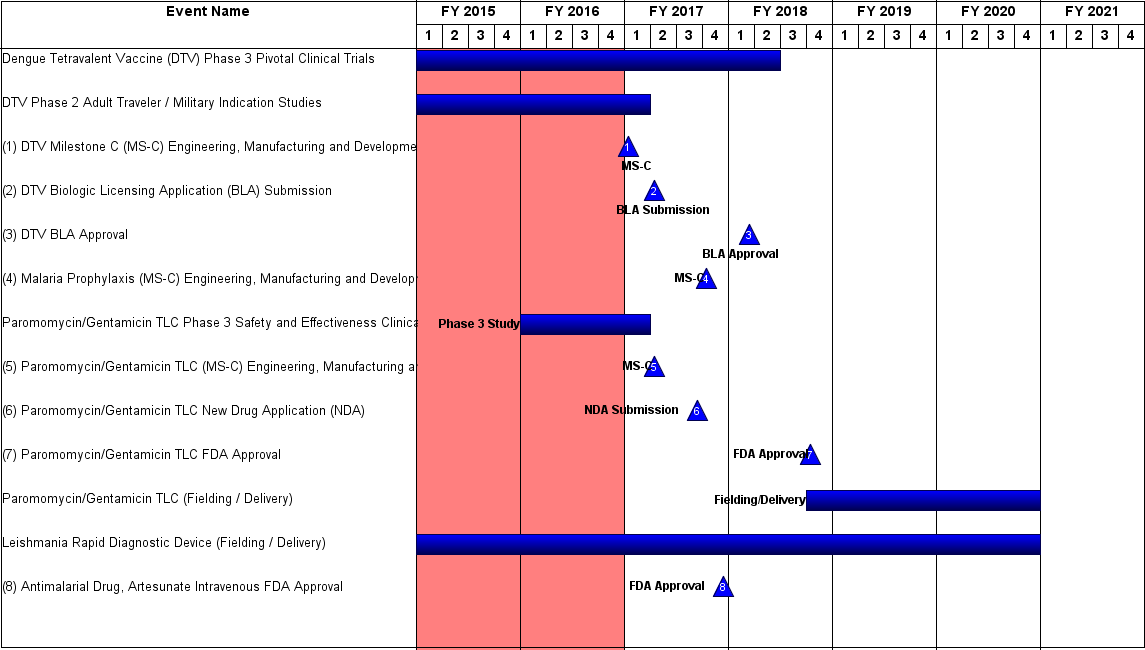 Event Name FY 2015 FY 2016 FY 2017 FY 2018 FY 2019 FY 2020 FY 2021
1 2 3 4 1 2 3 4 1 2 3 4 1 2 3 4 1 2 3 4 1 2 3 4 1 2 3 4
Dengue Tetravalent Vaccine (DTV) Phase 3 Pivotal Clinical Trials
DTV Phase 2 Adult Traveler / Military Indication Studies
(1) DTV Milestone C (MS-C) Engineering, Manufacturing and Developme 1
MS-C
(2) DTV Biologic Licensing Application (BLA) Submission 2
BLA Submission
(3) DTV BLA Approval 3
BLA Approval
(4) Malaria Prophylaxis (MS-C) Engineering, Manufacturing and Develop MS-C 4
Paromomycin/Gentamicin TLC Phase 3 Safety and Effectiveness Clinica Phase 3 Study
(5) Paromomycin/Gentamicin TLC (MS-C) Engineering, Manufacturing a MS-C 5
(6) Paromomycin/Gentamicin TLC New Drug Application (NDA) NDA Submission 6
(7) Paromomycin/Gentamicin TLC FDA Approval FDA Approval 7
Paromomycin/Gentamicin TLC (Fielding / Delivery) Fielding/Delivery
Leishmania Rapid Diagnostic Device (Fielding / Delivery)
(8) Antimalarial Drug, Artesunate Intravenous FDA Approval FDA Approval 8